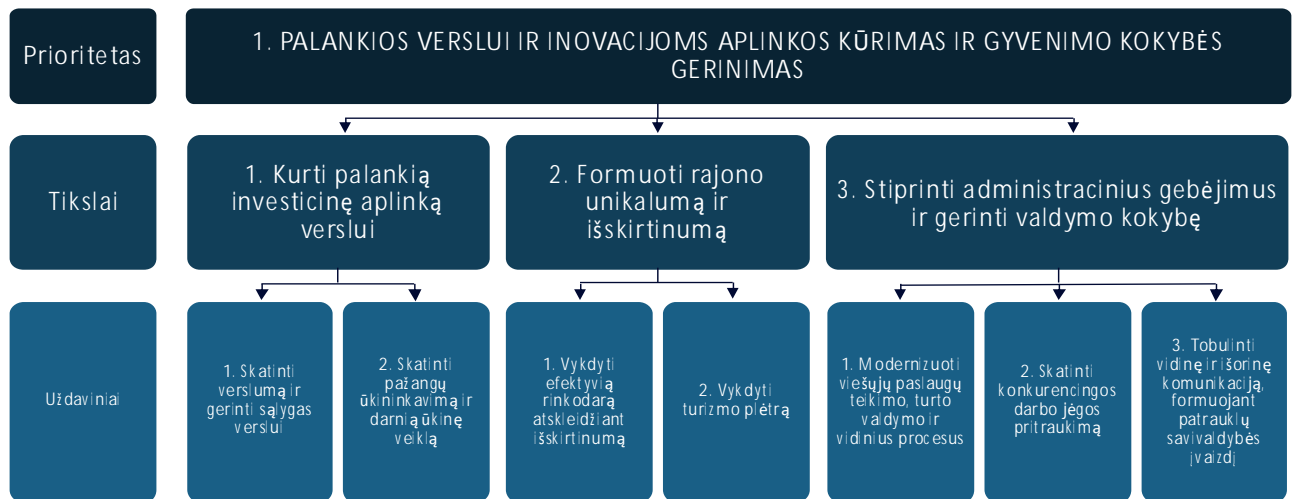 Prioritetas
1. PALANKIOS VERSLUI IR INOVACIJOMS APLINKOS KŪRIMAS IR GYVENIMO KOKYBĖS
GERINIMAS
Tikslai
1. Kurti palankią
investicinę aplinką
verslui
2. Formuoti rajono
unikalumą ir
išskirtinumą
3. Stiprinti administracinius gebėjimus
ir gerinti valdymo kokybę
Uždaviniai
1. Skatinti
verslumą ir
gerinti sąlygas
verslui
2. Skatinti
pažangų
ūkininkavimą ir
darnią ūkinę
veiklą
1. Vykdyti
efektyvią
rinkodarą
atskleidžiant
išskirtinumą
2. Vykdyti
turizmo plėtrą
1. Modernizuoti
viešųjų paslaugų
teikimo, turto
valdymo ir
vidinius procesus
2. Skatinti
konkurencingos
darbo jėgos
pritraukimą
3. Tobulinti
vidinę ir išorinę
komunikaciją,
formuojant
patrauklų
savivaldybės
įvaizdį